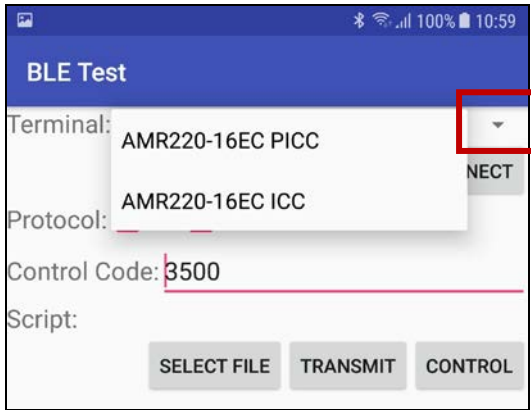 100% 10:59
BLE Test
Terminal:
AMR220-16EC PICC
NECT
AMR220-16EC ICC
Protocol:
Control Code: 3500
Script:
SELECT FILE TRANSMIT CONTROL